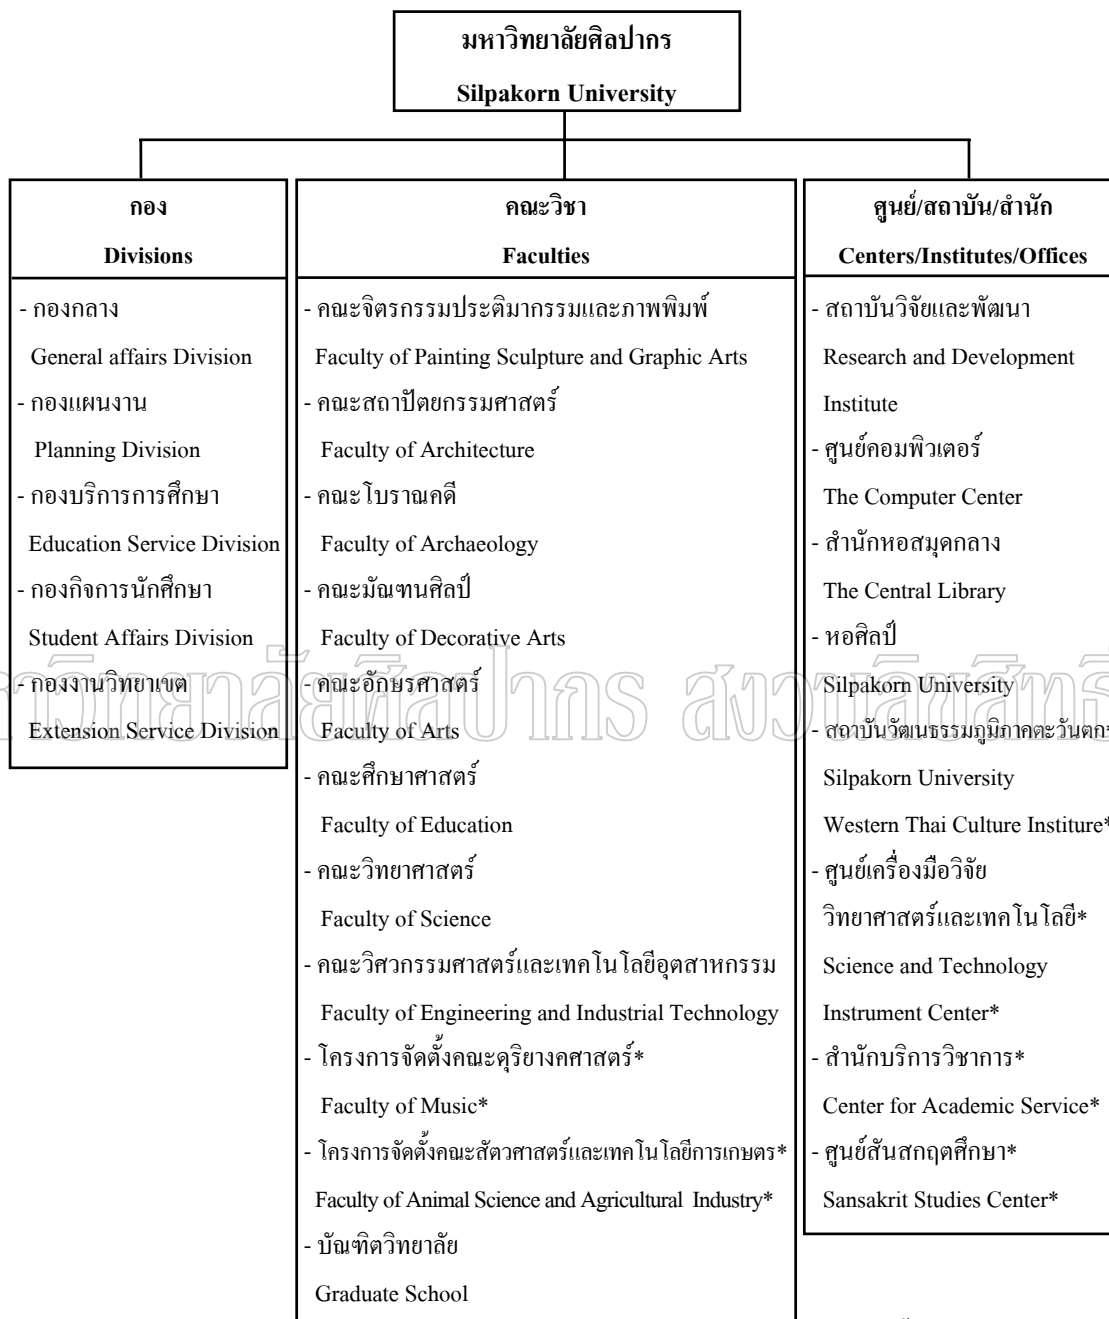 มหาวิทยาลัยศิลปากร
Silpakorn University
กอง
Divisions
- กองกลาง
General affairs Division
- กองแผนงาน
Planning Division
- กองบริการการศึกษา
Education Service Division
- กองกิจการนักศึกษา
Student Affairs Division
- กองงานวิทยาเขต
Extension Service Division
คณะวิชา
Faculties
- คณะจิตรกรรมประติมากรรมและภาพพิมพ์
Faculty of Painting Sculpture and Graphic Arts
- คณะสถาปัตยกรรมศาสตร์
Faculty of Architecture
- คณะโบราณคดี
Faculty of Archaeology
- คณะมัณฑนศิลป์
Faculty of Decorative Arts
- คณะอักษรศาสตร์
Faculty of Arts
- คณะศึกษาศาสตร์
Faculty of Education
- คณะวิทยาศาสตร์
Faculty of Science
- คณะวิศวกรรมศาสตร์และเทคโนโลยีอุตสาหกรรม
Faculty of Engineering and Industrial Technology
- โครงการจัดตั้งคณะดุริยางคศาสตร์*
Faculty of Music*
- โครงการจัดตั้งคณะสัตวศาสตร์และเทคโนโลยีการเกษตร*
Faculty of Animal Science and Agricultural Industry*
- บัณฑิตวิทยาลัย
Graduate School
ศูนย์/สถาบัน/สำนัก
Centers/Institutes/Offices
- สถาบันวิจัยและพัฒนา
Research and Development
Institute
- ศูนย์คอมพิวเตอร์
The Computer Center
- สำนักหอสมุดกลาง
The Central Library
- หอศิลป์
Silpakorn University
- สถาบันวัฒนธรรมภูมิภาคตะวันตก*
Silpakorn University
Western Thai Culture Institure*
- ศูนย์เครื่องมือวิจัย
วิทยาศาสตร์และเทคโนโลยี*
Science and Technology
Instrument Center*
- สำนักบริการวิชาการ*
Center for Academic Service*
- ศูนย์สันสกฤตศึกษา*
Sansakrit Studies Center*